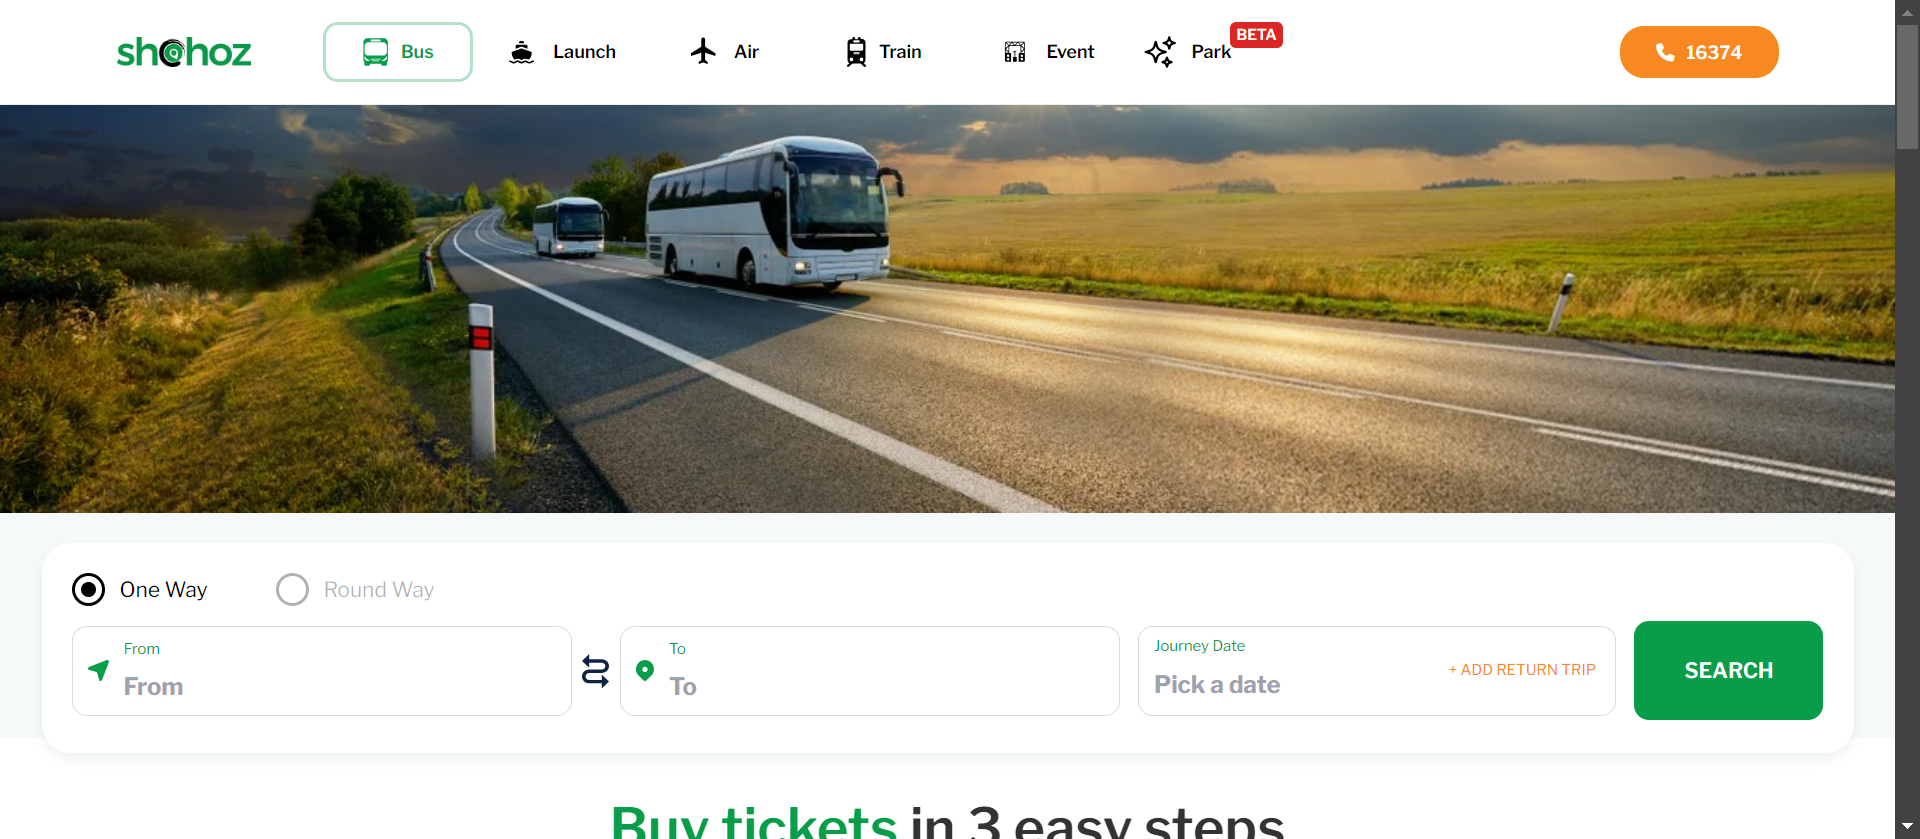 shohoz
Bus
Launch
Air
Train
Event
Park
BETA
16374
One Way
Round Way
From
From
To
To
Journey Date
Pick a date
+ ADD RETURN TRIP
SEARCH
Buy tickets in 3 easy steps